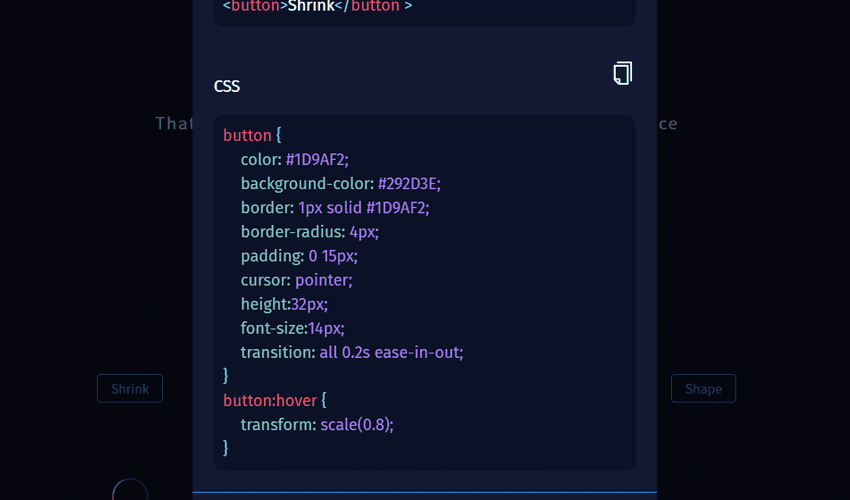 <button>Shrink</button >
CSS
That
ce
button {
color: #1D9AF2;
background-color: #292D3E;
border: 1px solid #1D9AF2;
border-radius: 4px;
padding: 0 15px;
cursor: pointer;
height:32px;
font-size:14px;
transition: all 0.2s ease-in-out;
}
button:hover {
transform: scale(0.8);
}
Shrink
Shape